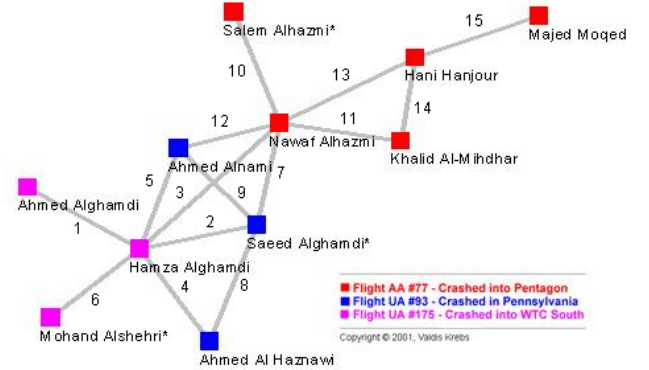 15
Salem Alhazmi*
Majed Moqed
10
13
Hani Hanjour
12
11
14
Nawaf Alhazmi
Khalid Al-Mihdhar
Ahmed Alnami
7
5
3
9
Ahmed Alghamdi
1
2
Saeed Alghamdi*
Hamza Alghamdi
6
4
8
Flight AA #77 - Crashed into Pentagon
Flight UA #93 - Crashed in Pennsylvania
Flight UA #175 - Crashed into WTC South
Mohand Alshehri*
Copyright © 2001, Valdis Krebs
Ahmed Al Haznawi